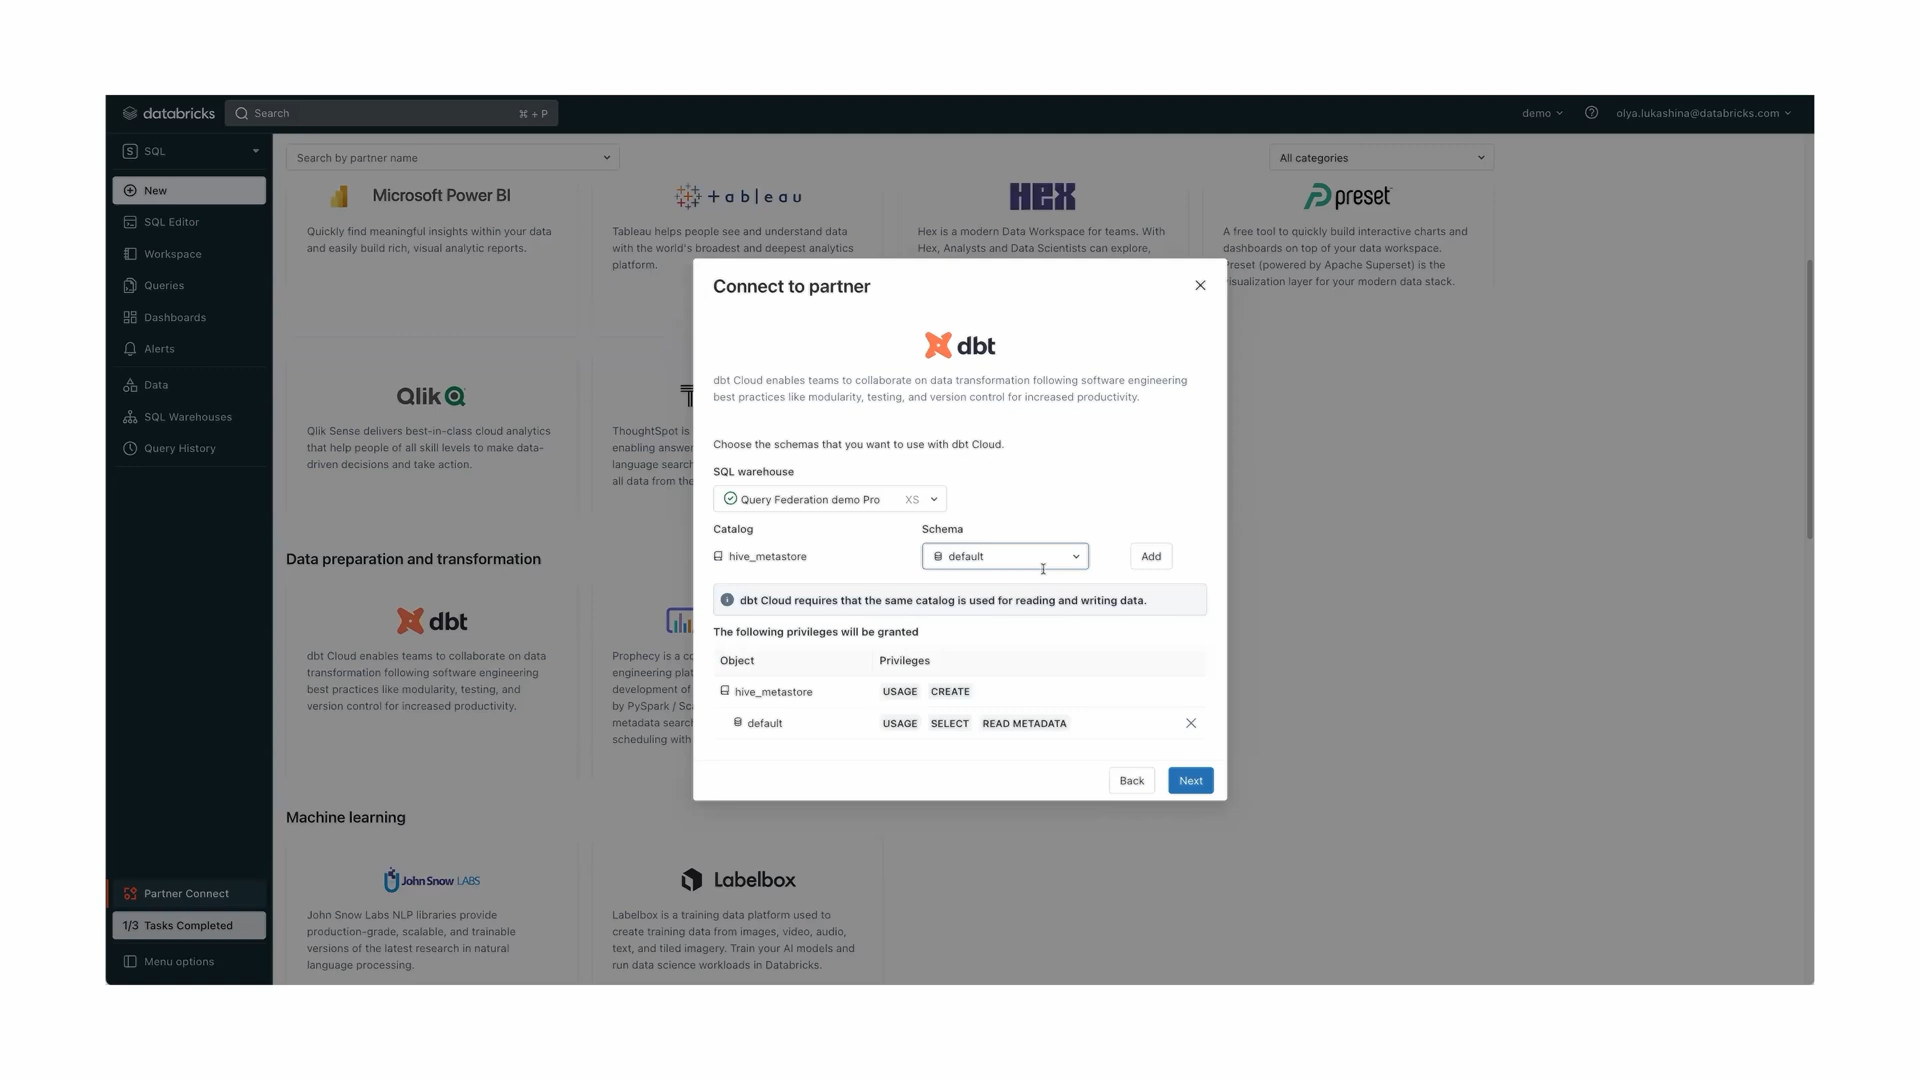 databricks
Search
⌘ + P
demo
olya.lukashina@databricks.com
S SQL
New
SQL Editor
Workspace
Queries
Dashboards
Alerts
Data
SQL Warehouses
Query History
Partner Connect
1/3 Tasks Completed
Menu options
Search by partner name
All categories
Microsoft Power BI
Quickly find meaningful insights within your data
and easily build rich, visual analytic reports.
+ableau
Tableau helps people see and understand data
with the world's broadest and deepest analytics
platform.
HEX
Hex is a modern Data Workspace for teams. With
Hex, Analysts and Data Scientists can explore,
preset
A free tool to quickly build interactive charts and
dashboards on top of your data workspace.
Preset (powered by Apache Superset) is the
visualization layer for your modern data stack.
Qlik
Qlik Sense delivers best-in-class cloud analytics
that help people of all skill levels to make data-
driven decisions and take action.
ThoughtSpot is
enabling answer
language search
all data from the
Data preparation and transformation
dbt
dbt Cloud enables teams to collaborate on data
transformation following software engineering
best practices like modularity, testing, and
version control for increased productivity.
Prophecy is a
engineering
development of
by PySpark /
metadata search
scheduling with
Machine learning
John Snow LABS
John Snow Labs NLP libraries provide
production-grade, scalable, and trainable
versions of the latest research in natural
language processing.
Labelbox
Labelbox is a training data platform used to
create training data from images, video, audio,
text, and tiled imagery. Train your AI models and
run data science workloads in Databricks.
Connect to partner
dbt
dbt Cloud enables teams to collaborate on data transformation following software engineering
best practices like modularity, testing, and version control for increased productivity.
Choose the schemas that you want to use with dbt Cloud.
SQL warehouse
Query Federation demo Pro XS
Catalog Schema
hive_metastore default Add
dbt Cloud requires that the same catalog is used for reading and writing data.
The following privileges will be granted
Object Privileges
hive_metastore USAGE CREATE
default USAGE SELECT READ METADATA
Back Next